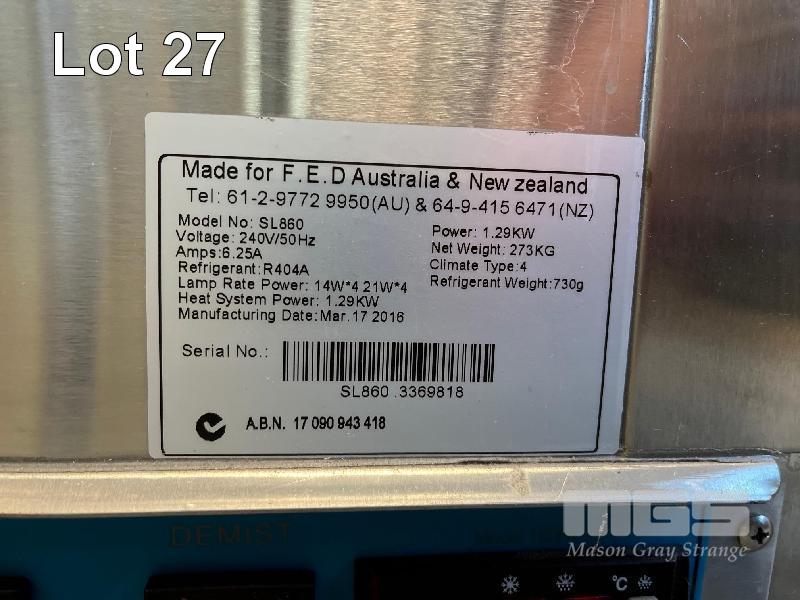 Lot 27
Made for F.E.D Australia & New zealand
Tel: 61-2-9772 9950(AU) & 64-9-415 6471(NZ)
Model No: SL860
Voltage: 240V/50Hz
Amps:6.25A
Refrigerant:R404A
Lamp Rate Power: 14W*4 21W*4
Heat System Power: 1.29KW
Manufacturing Date:Mar.17 2016
Power: 1.29KW
Net Weight: 273KG
Climate Type:4
Refrigerant Weight:730g
Serial No.:
SL860 .3369818
A.B.N. 17 090 943 418
DEMIST
MGS
Mason Gray Strange
°C